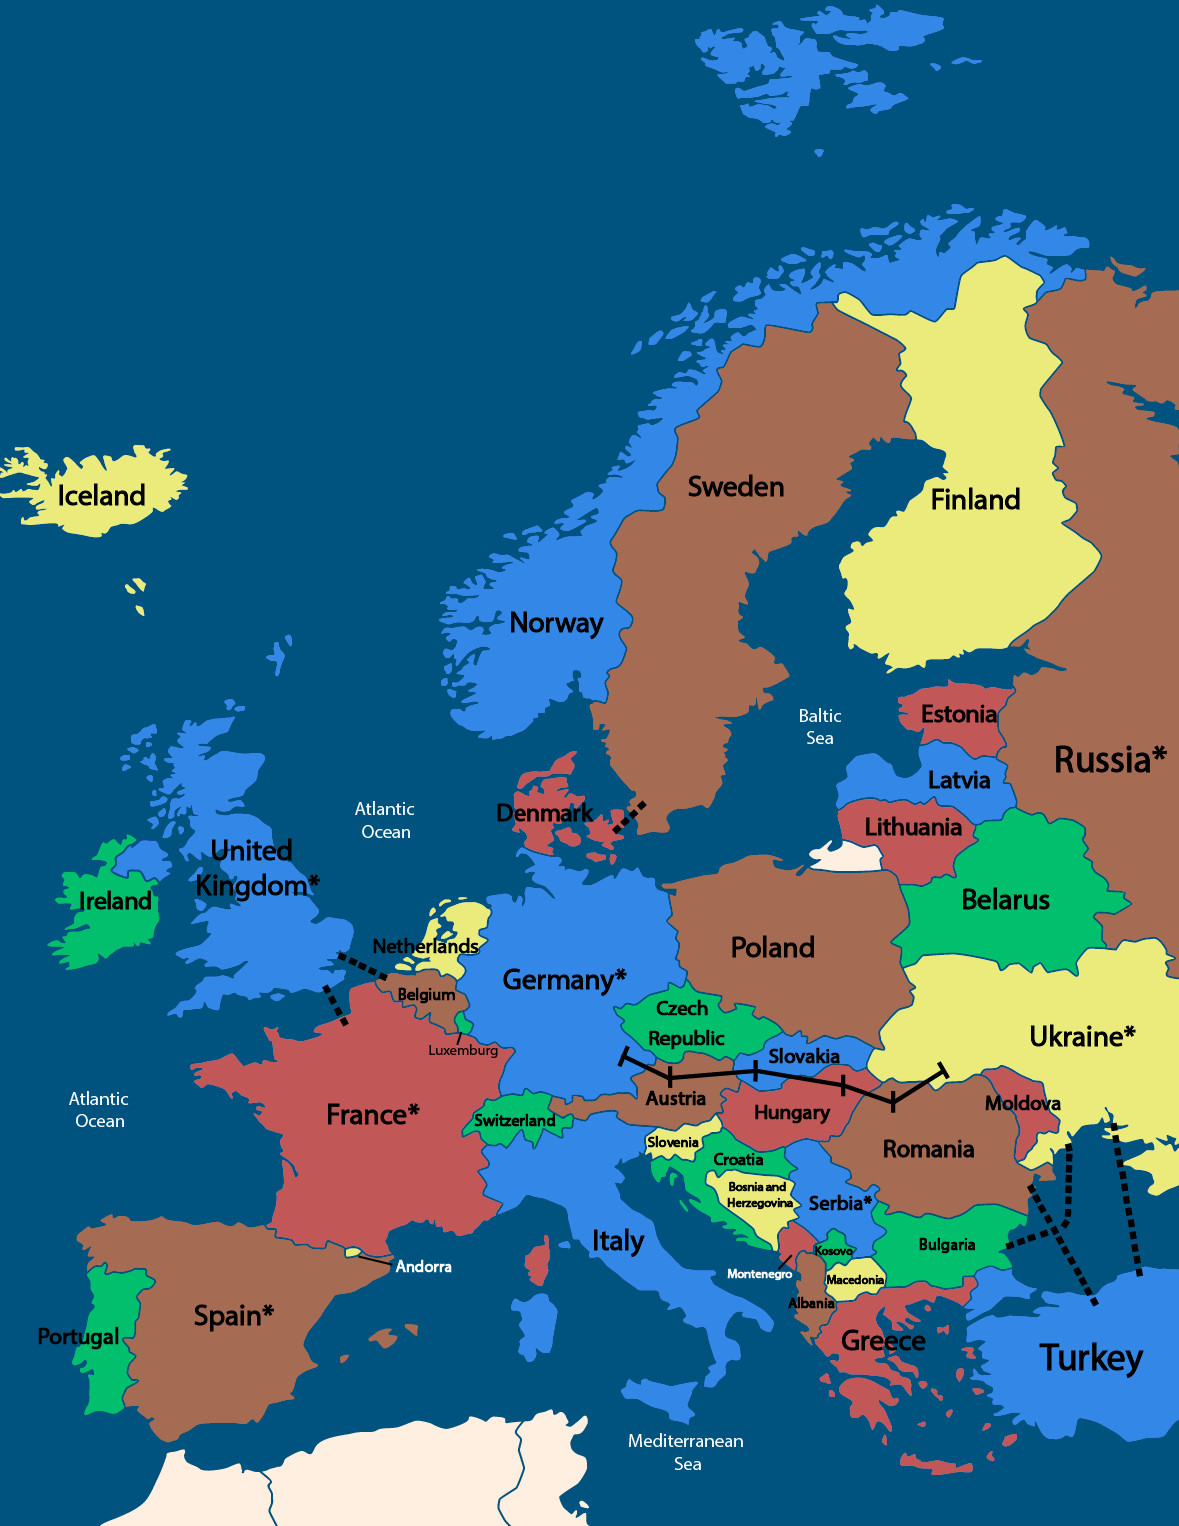 Iceland
Sweden
Finland
Norway
Baltic
Sea
Estonia
Russia*
Latvia
Atlantic
Ocean
Denmark
Lithuania
United
Kingdom*
Ireland
Belarus
Netherlands
Poland
Germany*
Belgium
Czech
Republic
Ukraine*
Luxemburg
Slovakia
Atlantic
Ocean
France*
Austria
Moldova
Hungary
Switzerland
Slovenia
Romania
Croatia
Bosnia and
Herzegovina
Serbia*
Italy
Kosovo
Bulgaria
Andorra
Montenegro
Macedonia
Albania
Spain*
Portugal
Greece
Turkey
Mediterranean
Sea